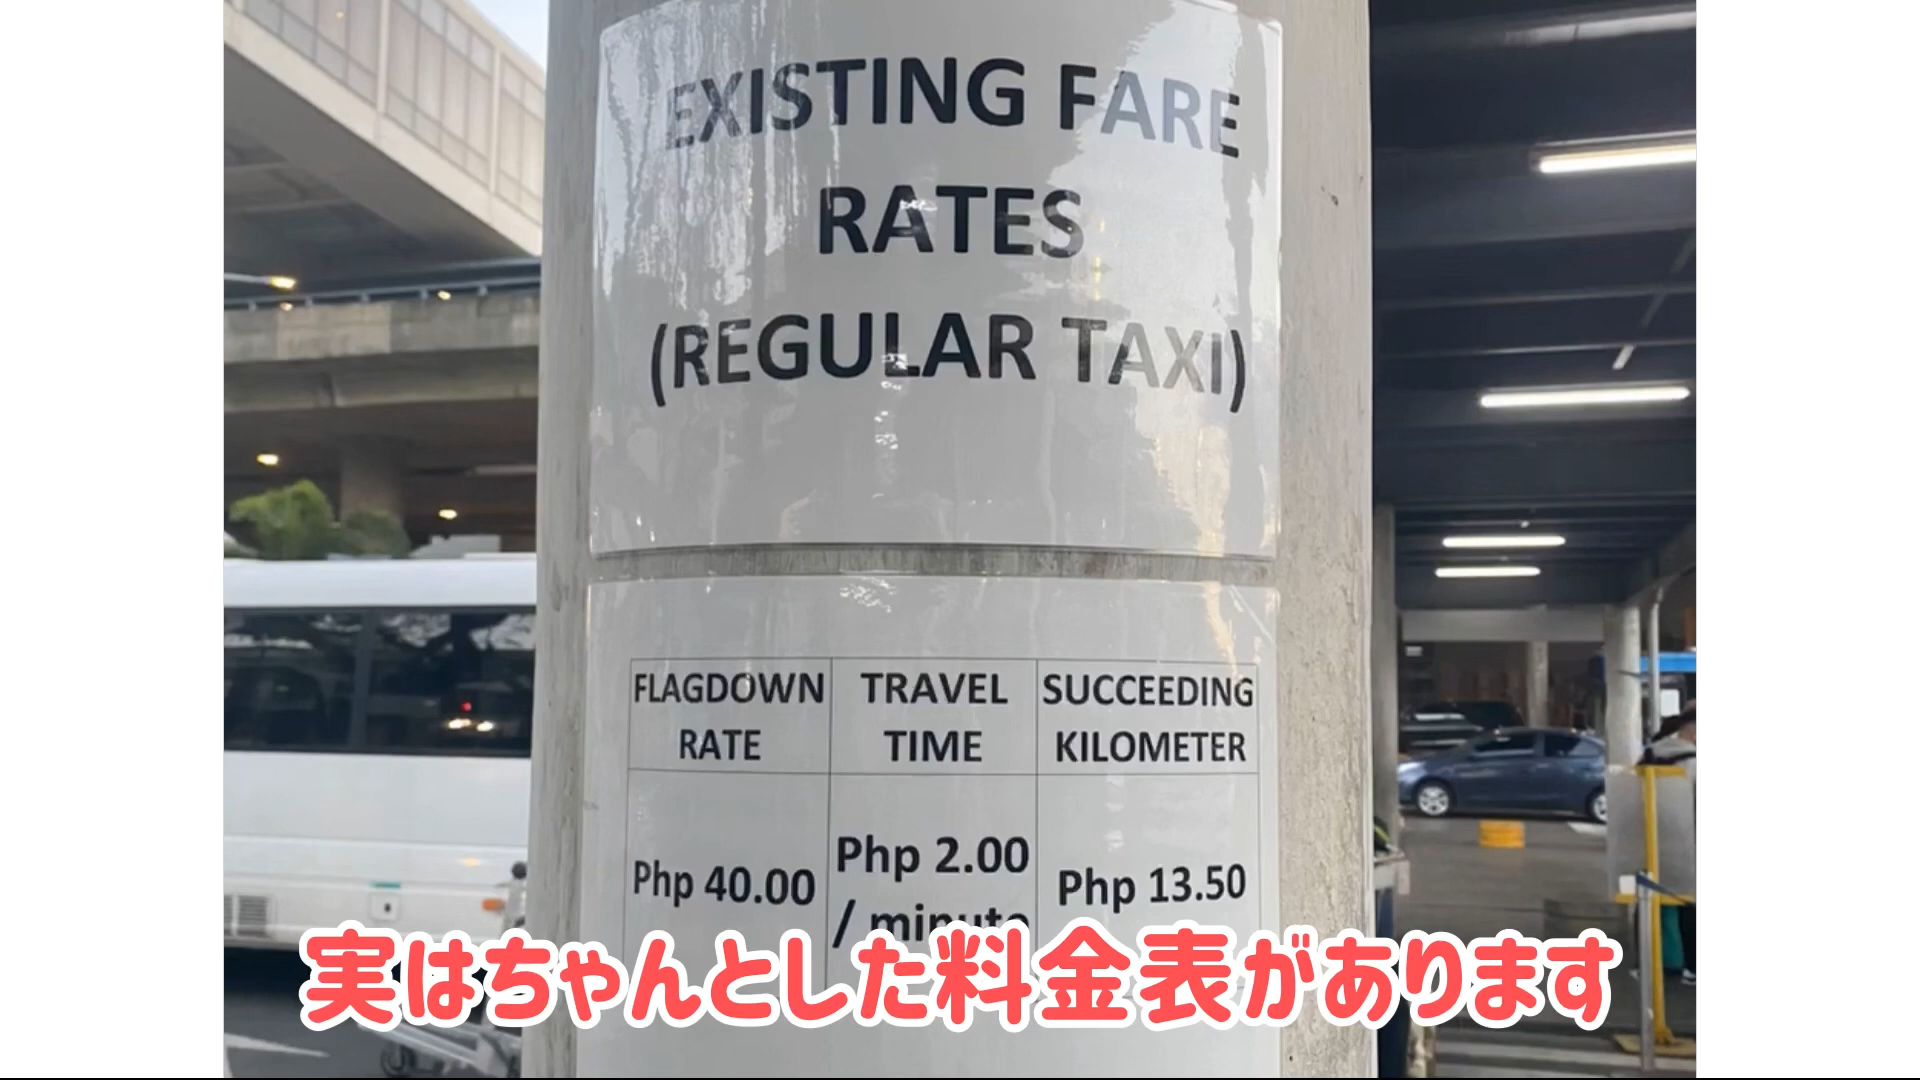 EXISTING FARE
RATES
(REGULAR TAXI)
FLAGDOWN RATE
TRAVEL TIME
SUCCEEDING KILOMETER
Php 40.00
Php 2.00 / minute
Php 13.50
実はちゃんとした料金表があります